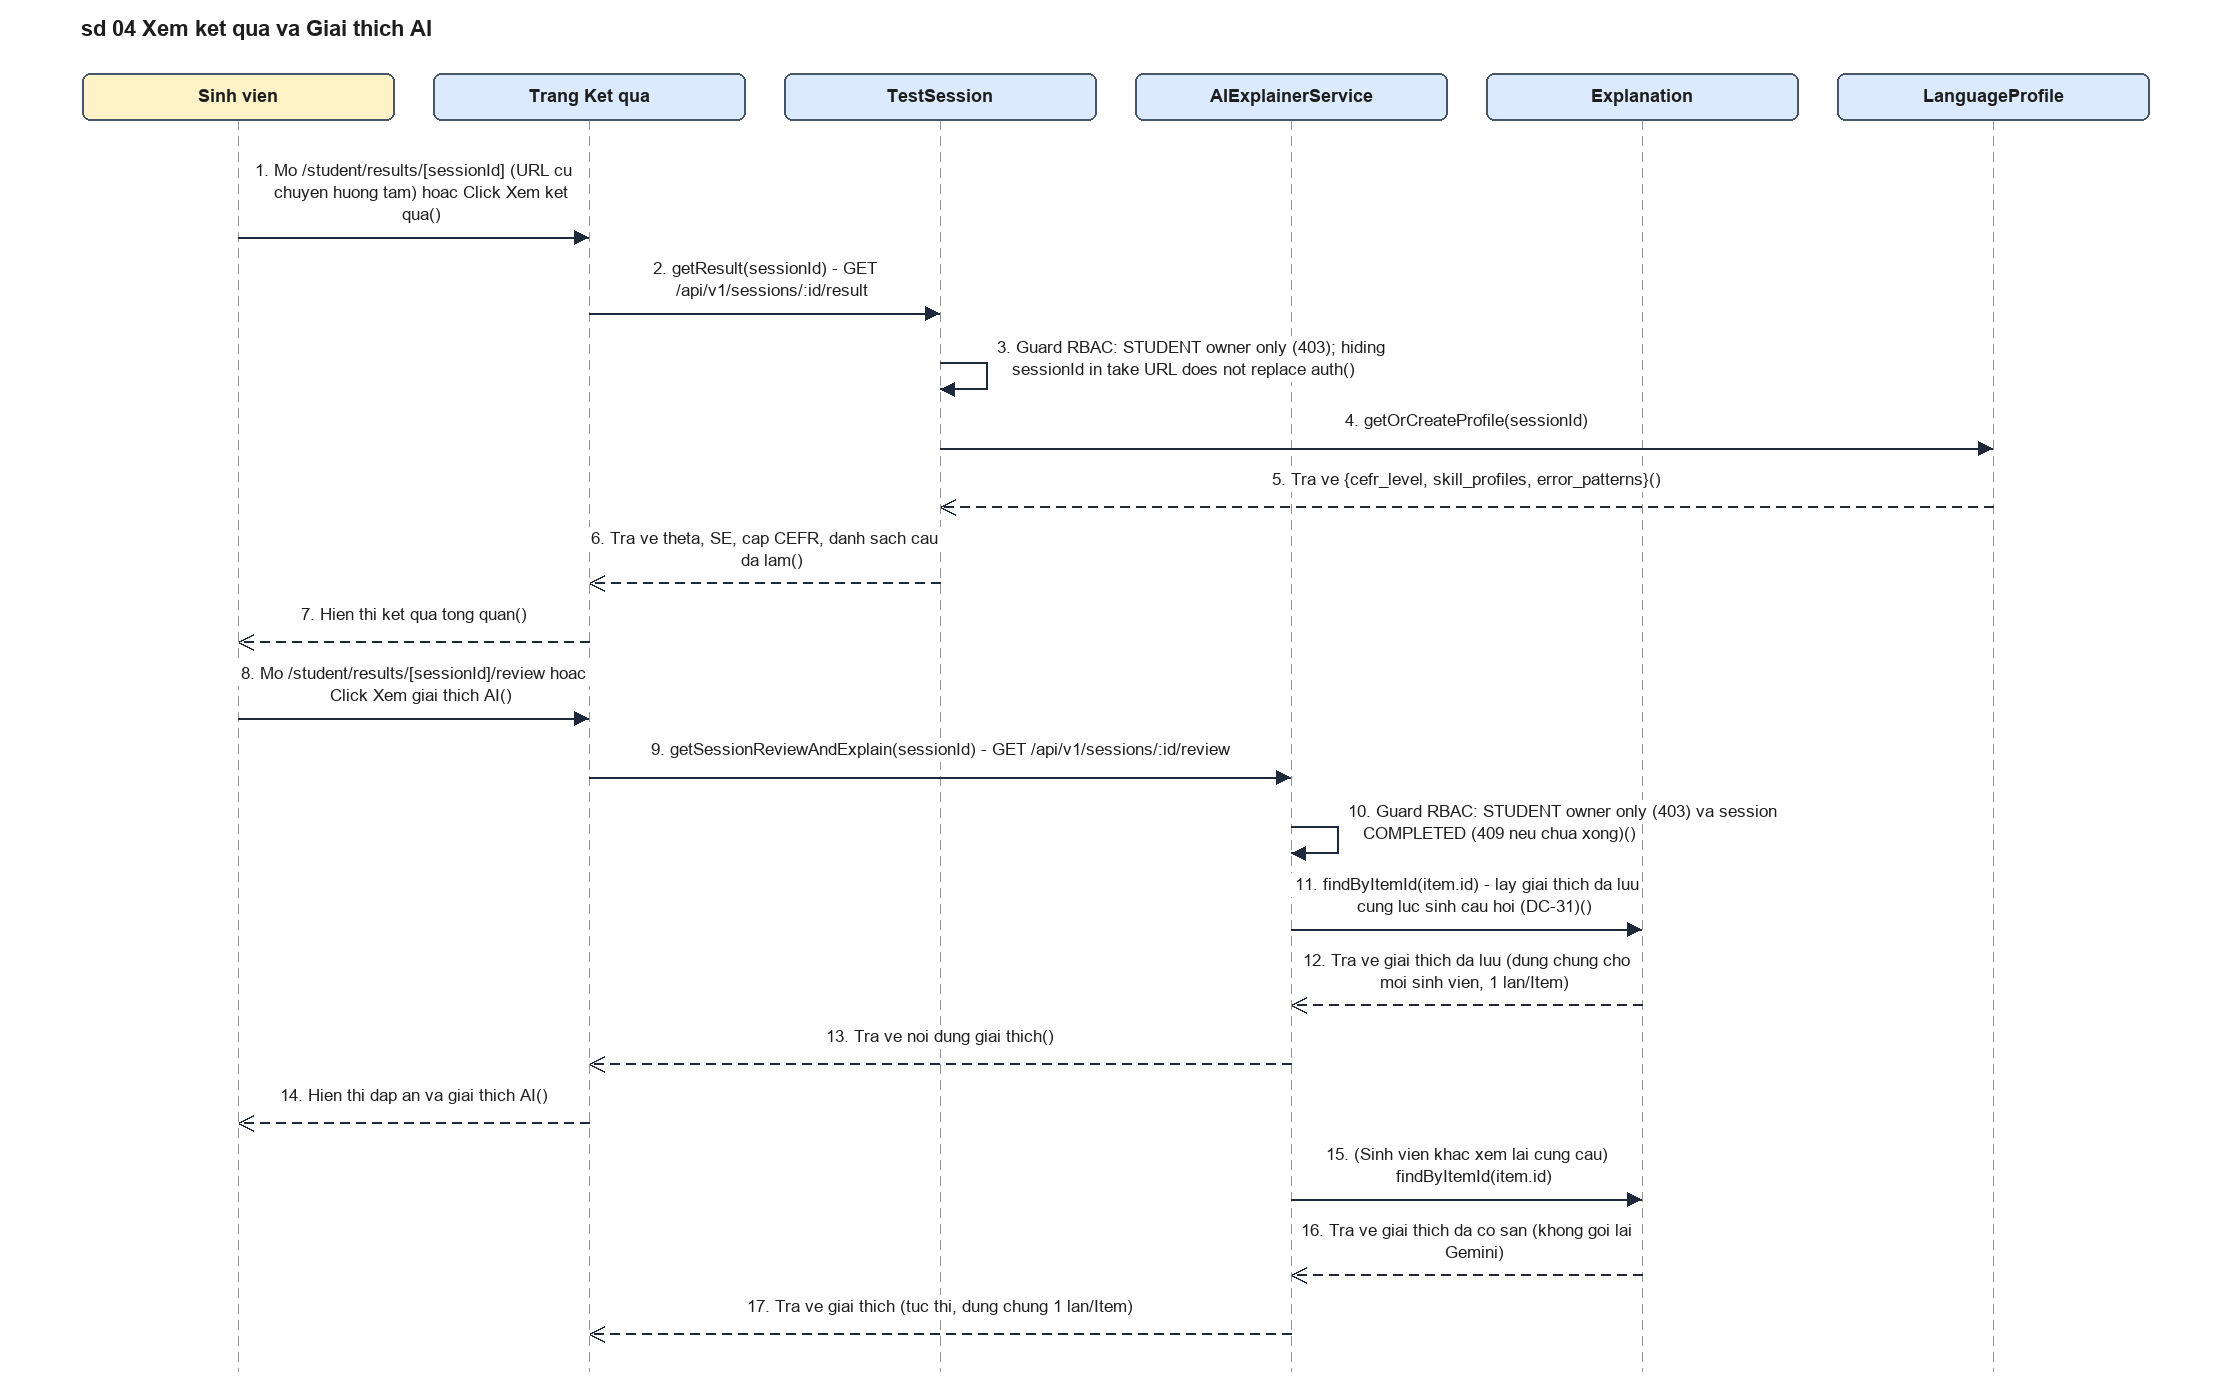 sd 04 Xem ket qua va Giai thich AI
Sinh vien
Trang Ket qua
TestSession
AIExplainerService
Explanation
LanguageProfile
1. Mo /student/results/[sessionId] (URL cu
chuyen huong tam) hoac Click Xem ket
qua()
2. getResult(sessionId) - GET
/api/v1/sessions/:id/result
3. Guard RBAC: STUDENT owner only (403); hiding
sessionId in take URL does not replace auth()
4. getOrCreateProfile(sessionId)
5. Tra ve {cefr_level, skill_profiles, error_patterns}()
6. Tra ve theta, SE, cap CEFR, danh sach cau
da lam()
7. Hien thi ket qua tong quan()
8. Mo /student/results/[sessionId]/review hoac
Click Xem giai thich AI()
9. getSessionReviewAndExplain(sessionId) - GET /api/v1/sessions/:id/review
10. Guard RBAC: STUDENT owner only (403) va session
COMPLETED (409 neu chua xong)()
11. findByItemId(item.id) - lay giai thich da luu
cung luc sinh cau hoi (DC-31)()
12. Tra ve giai thich da luu (dung chung cho
moi sinh vien, 1 lan/Item)
13. Tra ve noi dung giai thich()
14. Hien thi dap an va giai thich AI()
15. (Sinh vien khac xem lai cung cau)
findByItemId(item.id)
16. Tra ve giai thich da co san (khong goi lai
Gemini)
17. Tra ve giai thich (tuc thi, dung chung 1 lan/Item)